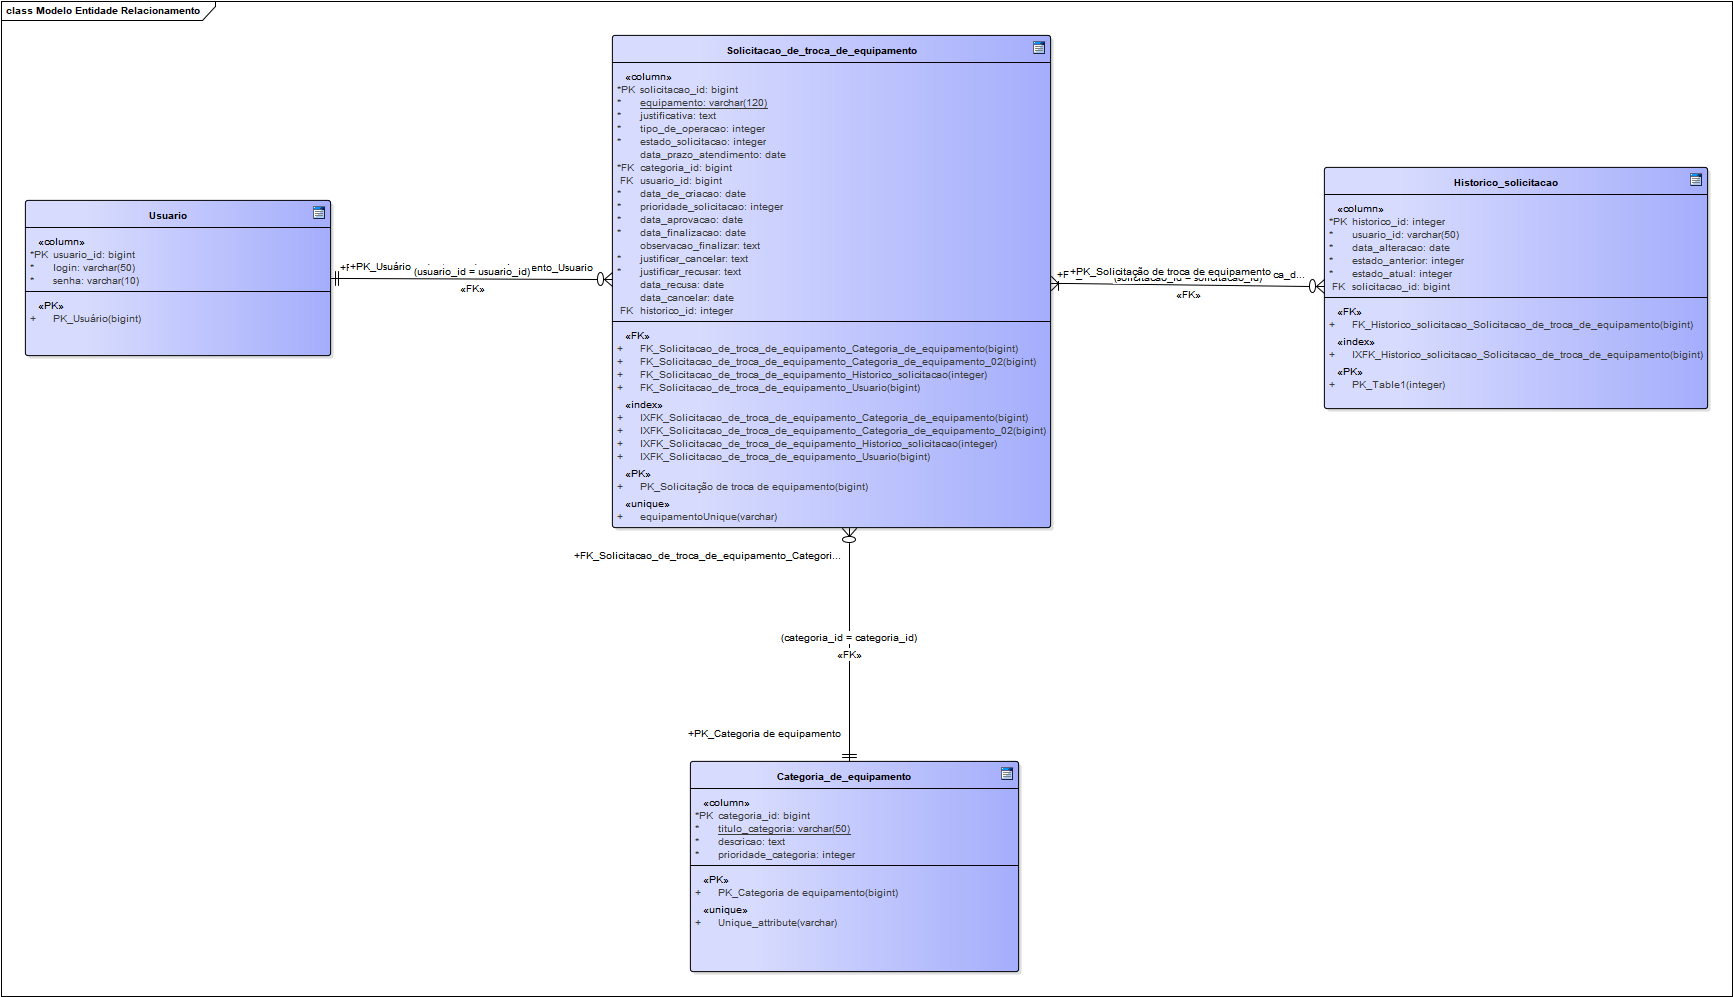 class Modelo Entidade Relacionamento
Solicitacao_de_troca_de_equipamento
«column»
*PK solicitacao_id: bigint
* equipamento: varchar(120)
* justificativa: text
* tipo_de_operacao: integer
* estado_solicitacao: integer
data_prazo_atendimento: date
*FK categoria_id: bigint
FK usuario_id: bigint
* data_de_criacao: date
* prioridade_solicitacao: integer
* data_aprovacao: date
* data_finalizacao: date
observacao_finalizar: text
* justificar_cancelar: text
* justificar_recusar: text
data_recusa: date
data_cancelar: date
FK historico_id: integer
«FK»
+ FK_Solicitacao_de_troca_de_equipamento_Categoria_de_equipamento(bigint)
+ FK_Solicitacao_de_troca_de_equipamento_Categoria_de_equipamento_02(bigint)
+ FK_Solicitacao_de_troca_de_equipamento_Historico_solicitacao(integer)
+ FK_Solicitacao_de_troca_de_equipamento_Usuario(bigint)
«index»
+ IXFK_Solicitacao_de_troca_de_equipamento_Categoria_de_equipamento(bigint)
+ IXFK_Solicitacao_de_troca_de_equipamento_Categoria_de_equipamento_02(bigint)
+ IXFK_Solicitacao_de_troca_de_equipamento_Historico_solicitacao(integer)
+ IXFK_Solicitacao_de_troca_de_equipamento_Usuario(bigint)
«PK»
+ PK_Solicitação de troca de equipamento(bigint)
«unique»
+ equipamentoUnique(varchar)
Usuario
«column»
*PK usuario_id: bigint
* login: varchar(50)
* senha: varchar(10)
«PK»
+ PK_Usuário(bigint)
+PK_Usuário
(usuario_id = usuario_id)
ento_Usuario
«FK»
Historico_solicitacao
«column»
*PK historico_id: integer
* usuario_id: varchar(50)
* data_alteracao: date
* estado_anterior: integer
* estado_atual: integer
FK solicitacao_id: bigint
«FK»
+ FK_Historico_solicitacao_Solicitacao_de_troca_de_equipamento(bigint)
«index»
+ IXFK_Historico_solicitacao_Solicitacao_de_troca_de_equipamento(bigint)
«PK»
+ PK_Table1(integer)
+PK_Solicitação de troca de equipamento
(solicitacao_id = solicitacao_id)
ca_d...
«FK»
+FK_Solicitacao_de_troca_de_equipamento_Categori...
(categoria_id = categoria_id)
«FK»
+PK_Categoria de equipamento
Categoria_de_equipamento
«column»
*PK categoria_id: bigint
* titulo_categoria: varchar(50)
* descricao: text
* prioridade_categoria: integer
«PK»
+ PK_Categoria de equipamento(bigint)
«unique»
+ Unique_attribute(varchar)